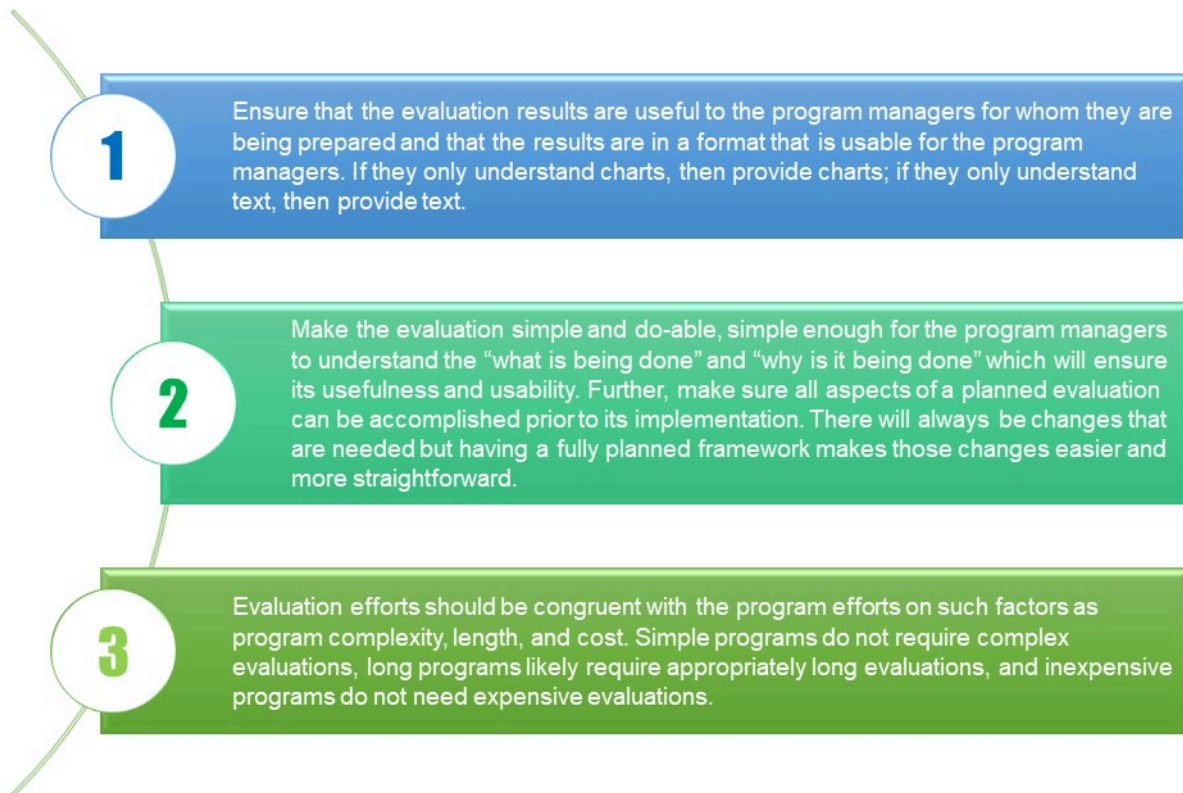 1
Ensure that the evaluation results are useful to the program managers for whom they are
being prepared and that the results are in a format that is usable for the program
managers. If they only understand charts, then provide charts; if they only understand
text, then provide text.
2
Make the evaluation simple and do-able, simple enough for the program managers
to understand the “what is being done” and “why is it being done” which will ensure
its usefulness and usability. Further, make sure all aspects of a planned evaluation
can be accomplished prior to its implementation. There will always be changes that
are needed but having a fully planned framework makes those changes easier and
more straightforward.
3
Evaluation efforts should be congruent with the program efforts on such factors as
program complexity, length, and cost. Simple programs do not require complex
evaluations, long programs likely require appropriately long evaluations, and inexpensive
programs do not need expensive evaluations.